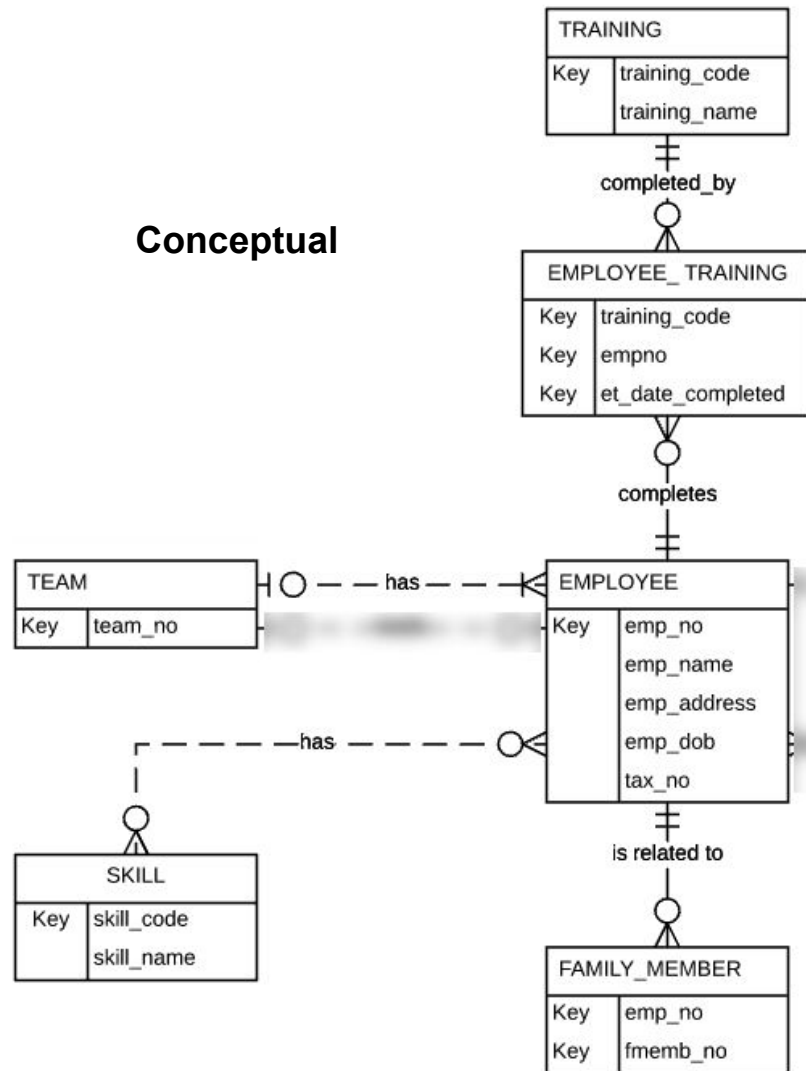 TRAINING
Key training_code
training_name
completed_by
Conceptual
EMPLOYEE_ TRAINING
Key training_code
Key empno
Key et_date_completed
completes
TEAM
Key team_no
has
EMPLOYEE
Key emp_no
emp_name
emp_address
emp_dob
tax_no
has
SKILL
Key skill_code
skill_name
is related to
FAMILY_MEMBER
Key emp_no
Key fmemb_no